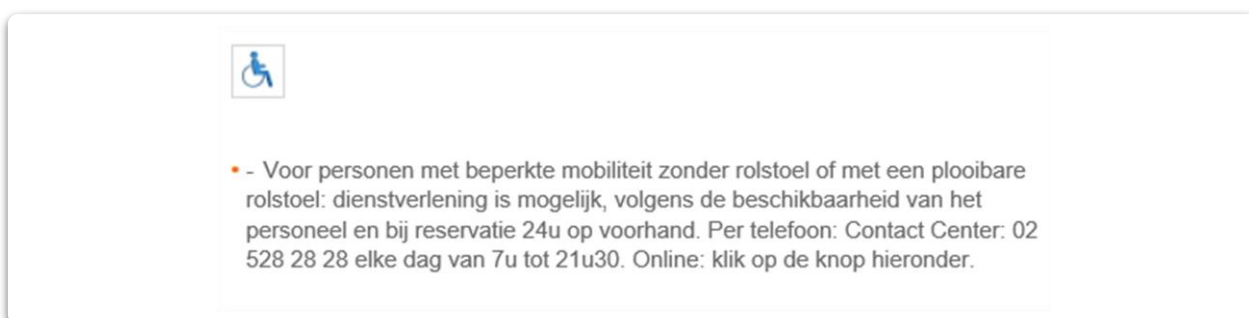 • - Voor personen met beperkte mobiliteit zonder rolstoel of met een plooibare
rolstoel: dienstverlening is mogelijk, volgens de beschikbaarheid van het
personeel en bij reservatie 24u op voorhand. Per telefoon: Contact Center: 02
528 28 28 elke dag van 7u tot 21u30. Online: klik op de knop hieronder.